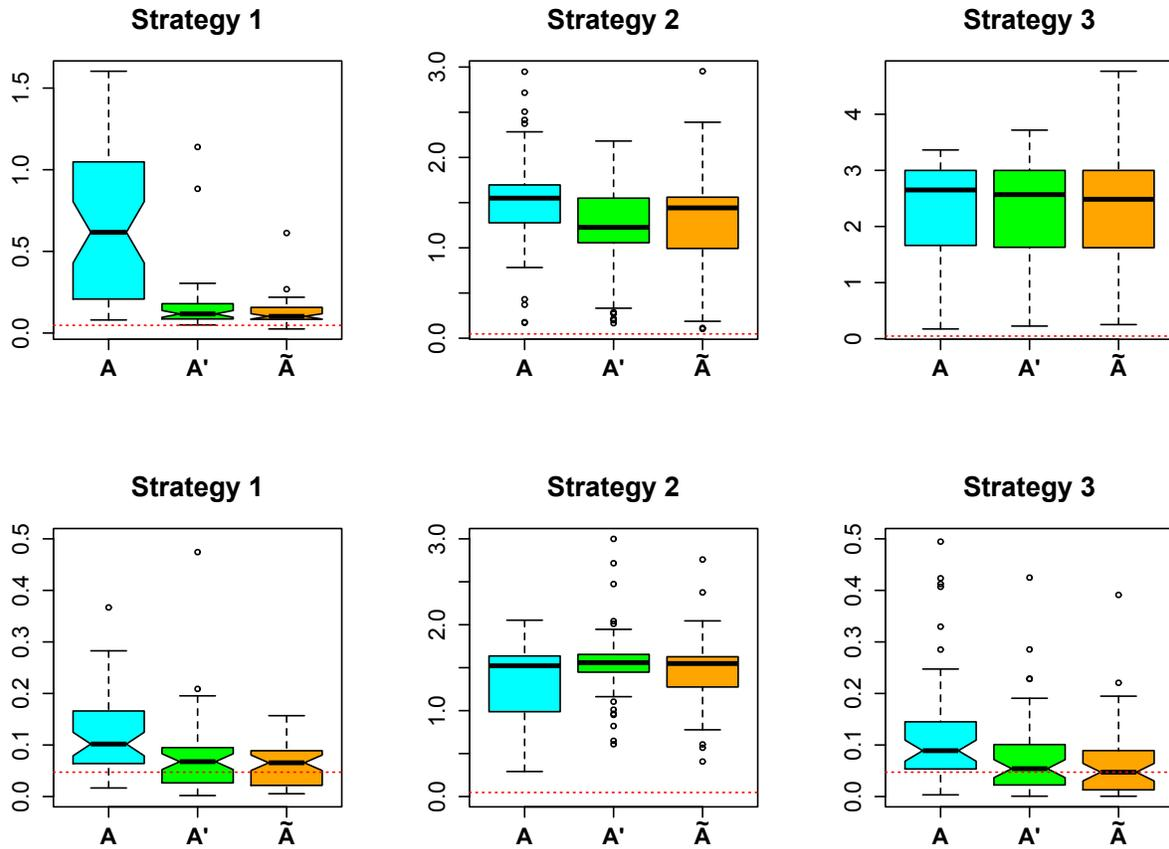 Strategy 1
Strategy 2
Strategy 3
0.0 0.5 1.0 1.5
0.0 1.0 2.0 3.0
0 1 2 3 4
A A' Ã
A A' Ã
A A' Ã
Strategy 1
Strategy 2
Strategy 3
0.0 0.1 0.2 0.3 0.4 0.5
0.0 1.0 2.0 3.0
0.0 0.1 0.2 0.3 0.4 0.5
A A' Ã
A A' Ã
A A' Ã